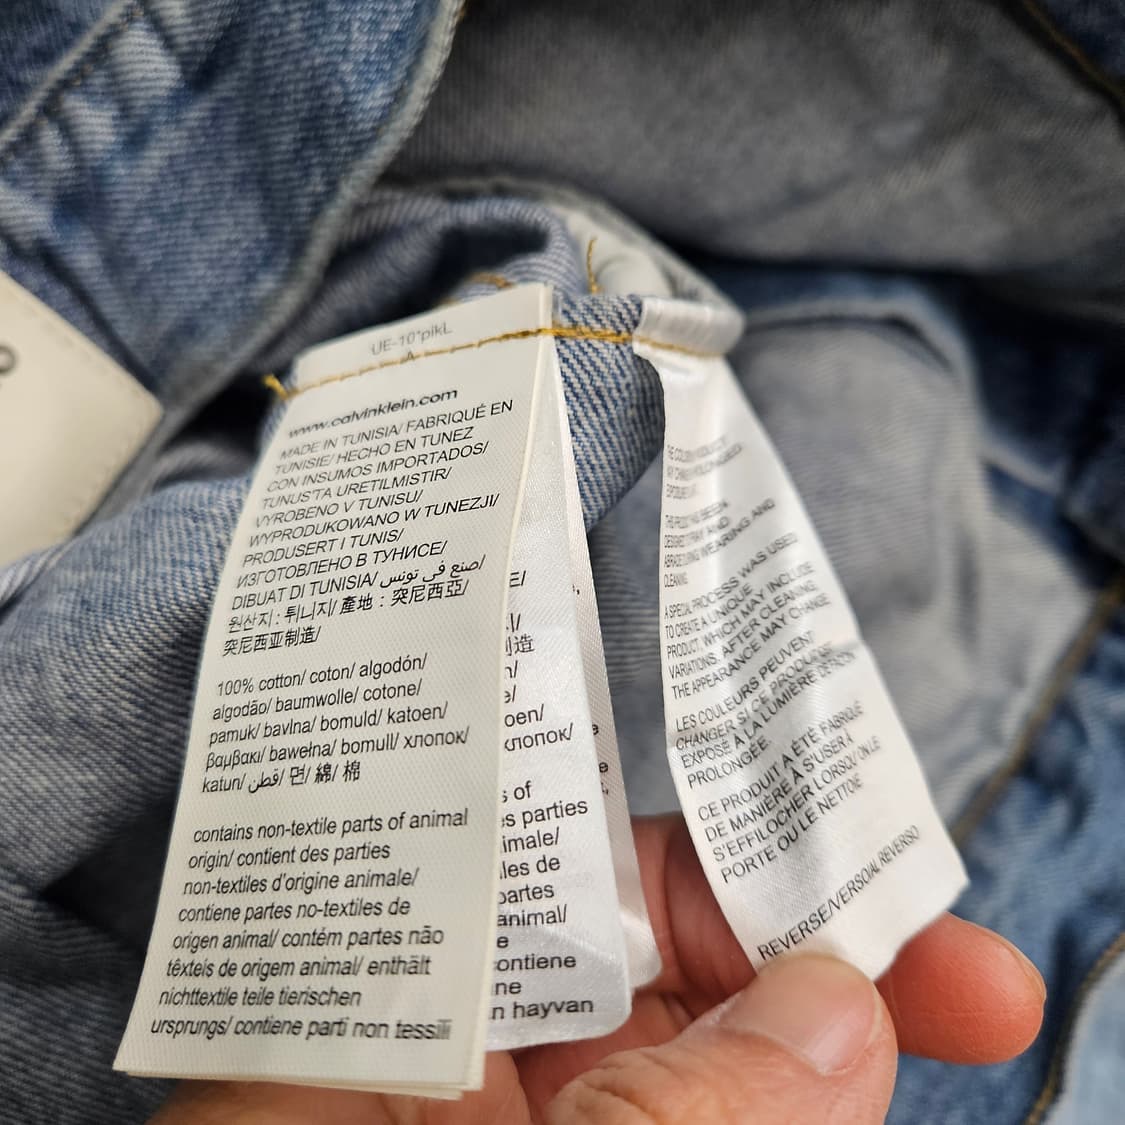 www.calvinklein.com
MADE IN TUNISIA/ FABRIQUÉ EN
TUNISIE/ HECHO EN TUNEZ
CON INSUMOS IMPORTADOS/
TUNUS'TA URETILMISTIR/
VYROBENO V TUNISU/
WYPRODUKOWANO W TUNEZJI/
PRODUSERT I TUNIS/
ИЗГОТОВЛЕНО В ТУНИСЕ/
DIBUAT DI TUNISIA/ صنع في تونس/
원산지: 튀니지/ 產地：突尼西亞/
突尼西亚制造/
100% cotton/ coton/ algodón/
algodão/ baumwolle/ cotone/
pamuk/ bavlna/ bomuld/ katoen/
βαμβακι/ bawełna/ bomull/ хлопок/
katun/ قطن/ 면/ 綿/ 棉
contains non-textile parts of animal
origin/ contient des parties
non-textiles d'origine animale/
contiene partes no-textiles de
origen animal/ contém partes não
têxteis de origem animal/ enthält
nichttextile teile tierischen
ursprungs/ contiene parti non tessili
of
parties
de
animal/
hayvan
A SPECIAL PROCESS WAS USED
TO CREATE A UNIQUE
PRODUCT, WHICH MAY INCLUDE
VARIATIONS. AFTER CLEANING
THE APPEARANCE MAY CHANGE
LES COULEURS PEUVENT
CHANGER SI CE PRODUIT EST
EXPOSÉ À LA LUMIÈRE DE FAÇON
PROLONGÉE.
CE PRODUIT A ÉTÉ FABRIQUÉ
DE MANIÈRE À S'USER À
S'EFFILOCHER LORSQU'ON LE
PORTE OU LE NETTOIE
REVERSE/VERSO/AL REVERSO